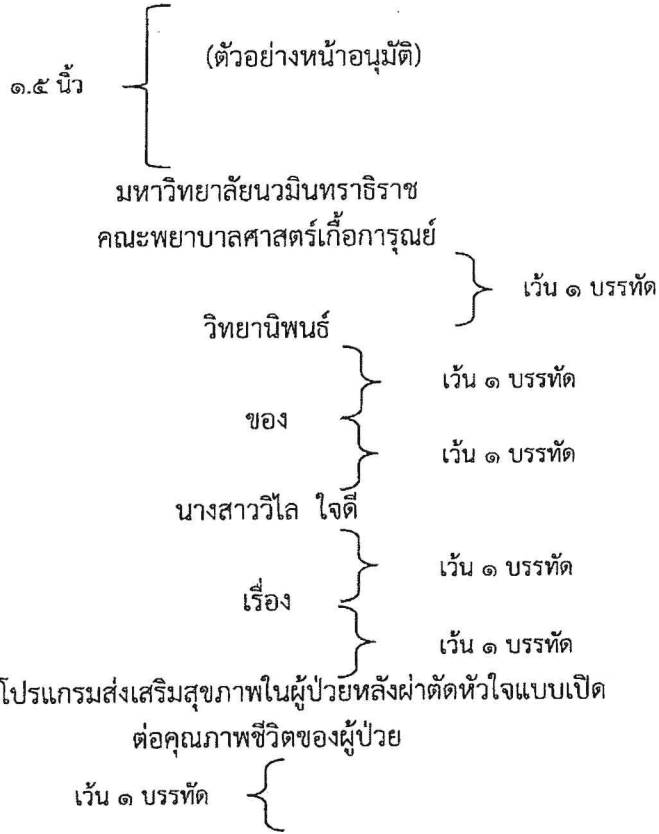 (ตัวอย่างหน้าอนุมัติ)
๑.๕ นิ้ว
มหาวิทยาลัยนวมินทราธิราช
คณะพยาบาลศาสตร์เกื้อการุณย์
เว้น ๑ บรรทัด
วิทยานิพนธ์
เว้น ๑ บรรทัด
ของ
เว้น ๑ บรรทัด
นางสาววิไล ใจดี
เว้น ๑ บรรทัด
เรื่อง
เว้น ๑ บรรทัด
โปรแกรมส่งเสริมสุขภาพในผู้ป่วยหลังผ่าตัดหัวใจแบบเปิด
ต่อคุณภาพชีวิตของผู้ป่วย
เว้น ๑ บรรทัด